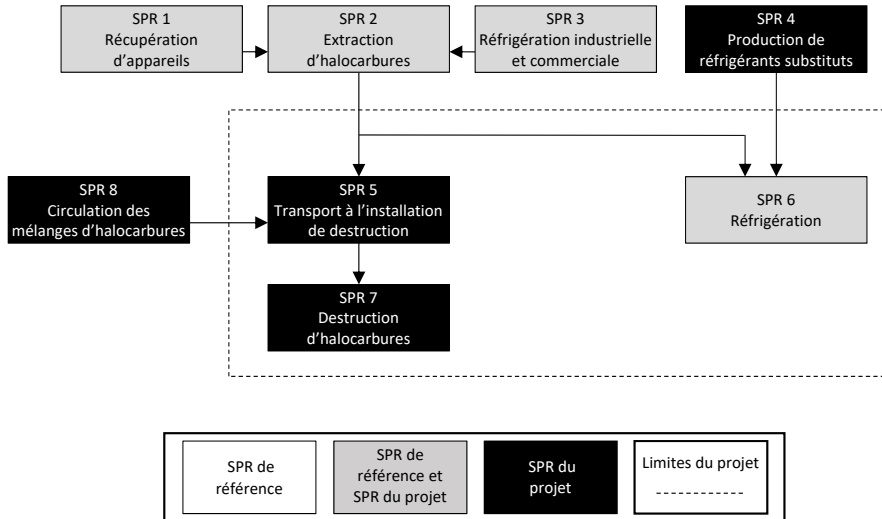 SPR 1
Récupération
d’appareils
SPR 2
Extraction
d’halocarbures
SPR 3
Réfrigération industrielle
et commerciale
SPR 4
Production de
réfrigérants substituts
SPR 8
Circulation des
mélanges d’halocarbures
SPR 5
Transport à l’installation
de destruction
SPR 6
Réfrigération
SPR 7
Destruction
d’halocarbures
SPR de
référence
SPR de
référence et
SPR du projet
SPR du
projet
Limites du projet